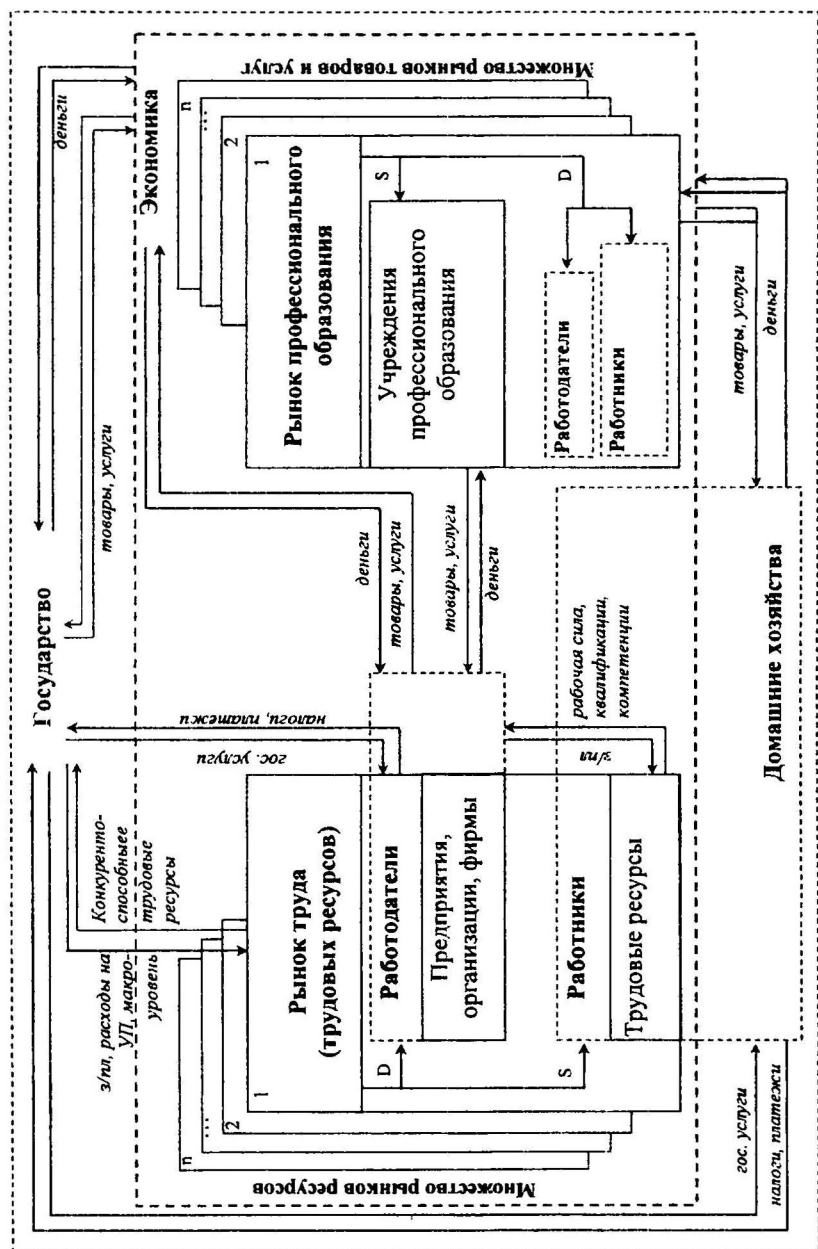 Государство
деньги
товары, услуги
Экономика
Множество рынков товаров и услуг
n
...
2
1
Рынок профессионального
образования
S
D
Учреждения
профессионального
образования
Работодатели
Работники
товары, услуги
деньги
деньги
товары, услуги
товары, услуги
деньги
налоги, платежи
гос. услуги
Конкуренто-
способныее
трудовые
ресурсы
з/пл, расходы на
УП, макро-
уровень
Множество рынков ресурсов
n
...
2
1
Рынок труда
(трудовых ресурсов)
D
S
Работодатели
Предприятия,
организации, фирмы
Работники
Трудовые ресурсы
з/пл
рабочая сила,
квалификации,
компетенции
Домашние хозяйства
гос. услуги
налоги, платежи